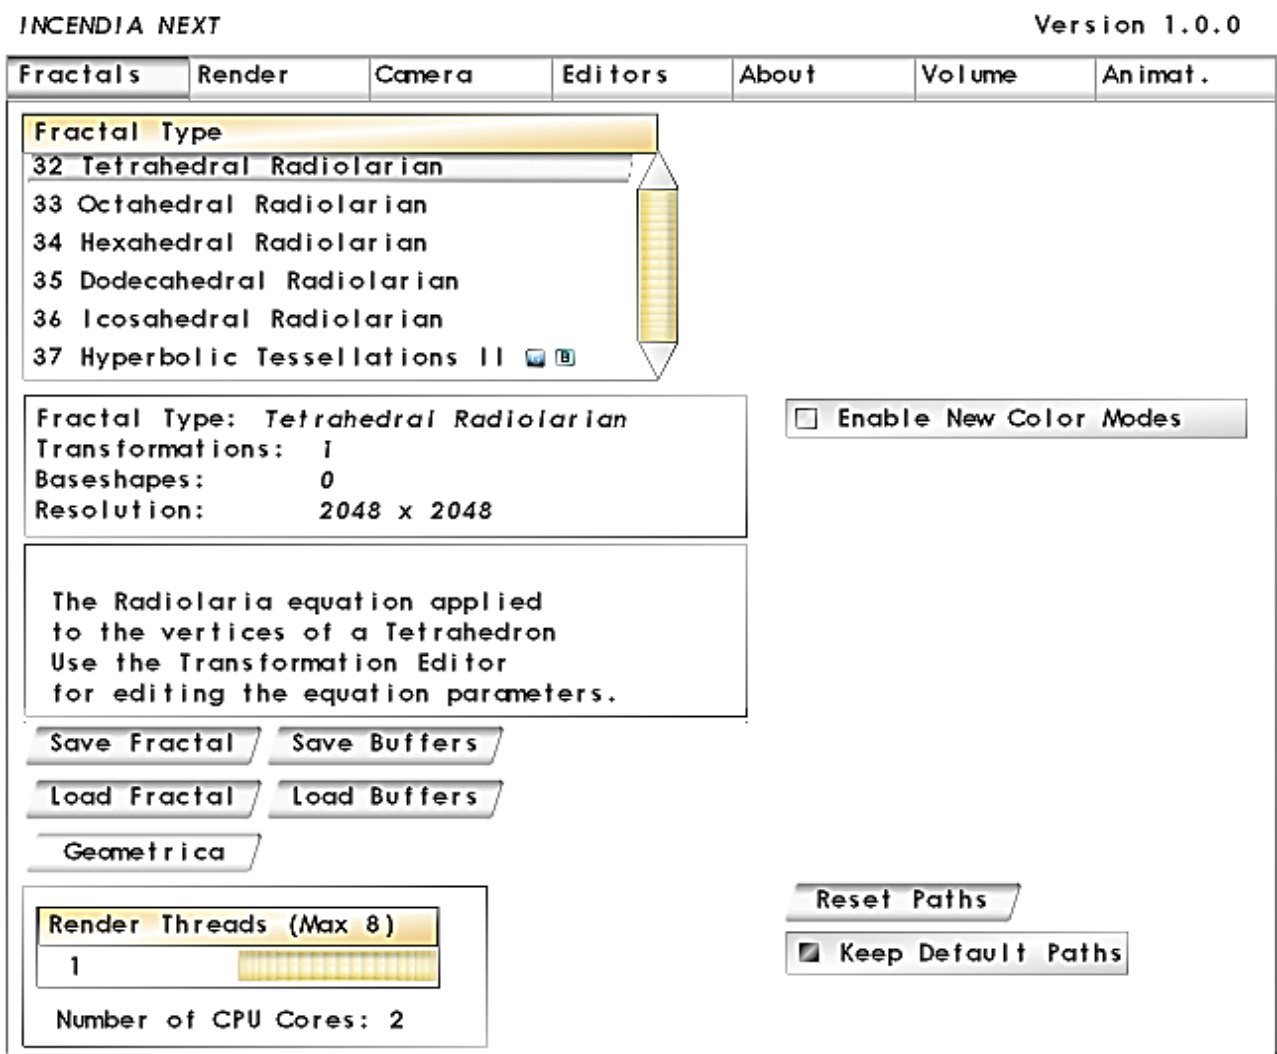 INCENDIA NEXT Version 1.0.0
Fractals Render Camera Editors About Volume Animat.
Fractal Type
32 Tetrahedral Radiolarian
33 Octahedral Radiolarian
34 Hexahedral Radiolarian
35 Dodecahedral Radiolarian
36 Icosahedral Radiolarian
37 Hyperbolic Tessellations II B
Fractal Type: Tetrahedral Radiolarian
Enable New Color Modes
Transformations: 1
Baseshapes: 0
Resolution: 2048 x 2048
The Radiolaria equation applied
to the vertices of a Tetrahedron
Use the Transformation Editor
for editing the equation parameters.
Save Fractal Save Buffers
Load Fractal Load Buffers
Geometrica
Reset Paths
Render Threads (Max 8)
Keep Default Paths
1
Number of CPU Cores: 2